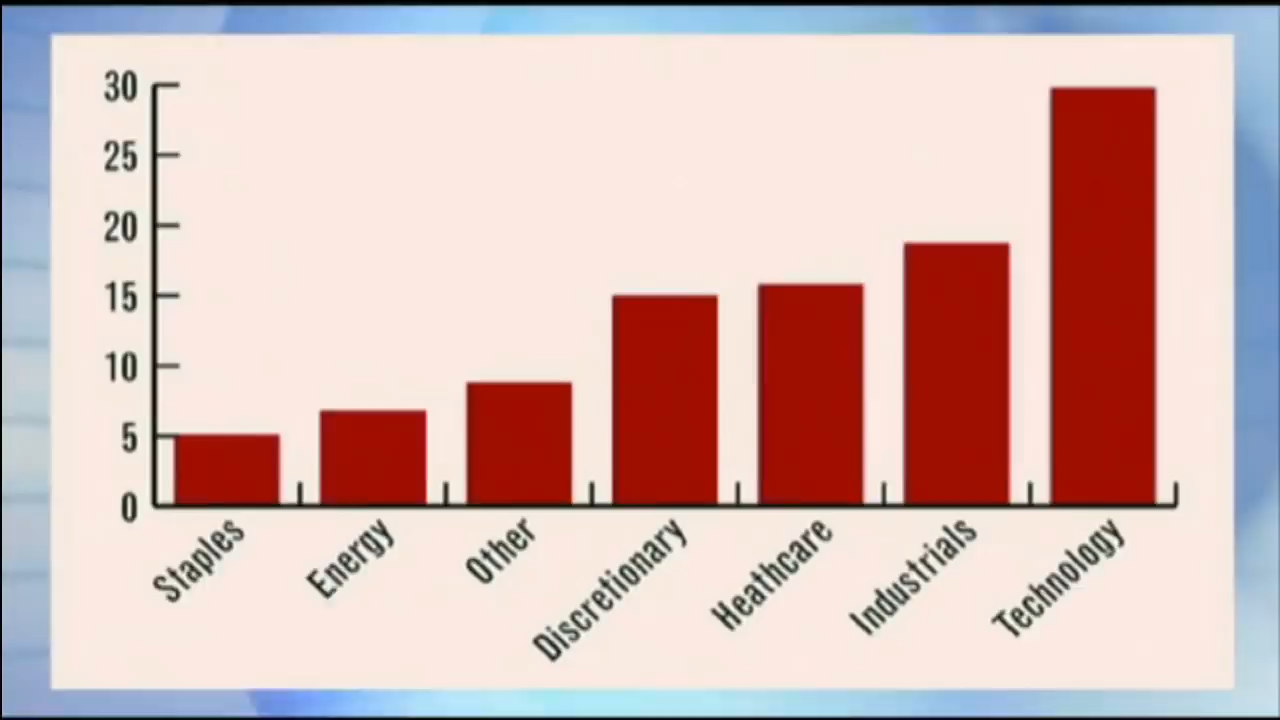 30
25
20
15
10
5
0
Staples
Energy
Other
Discretionary
Heathcare
Industrials
Technology